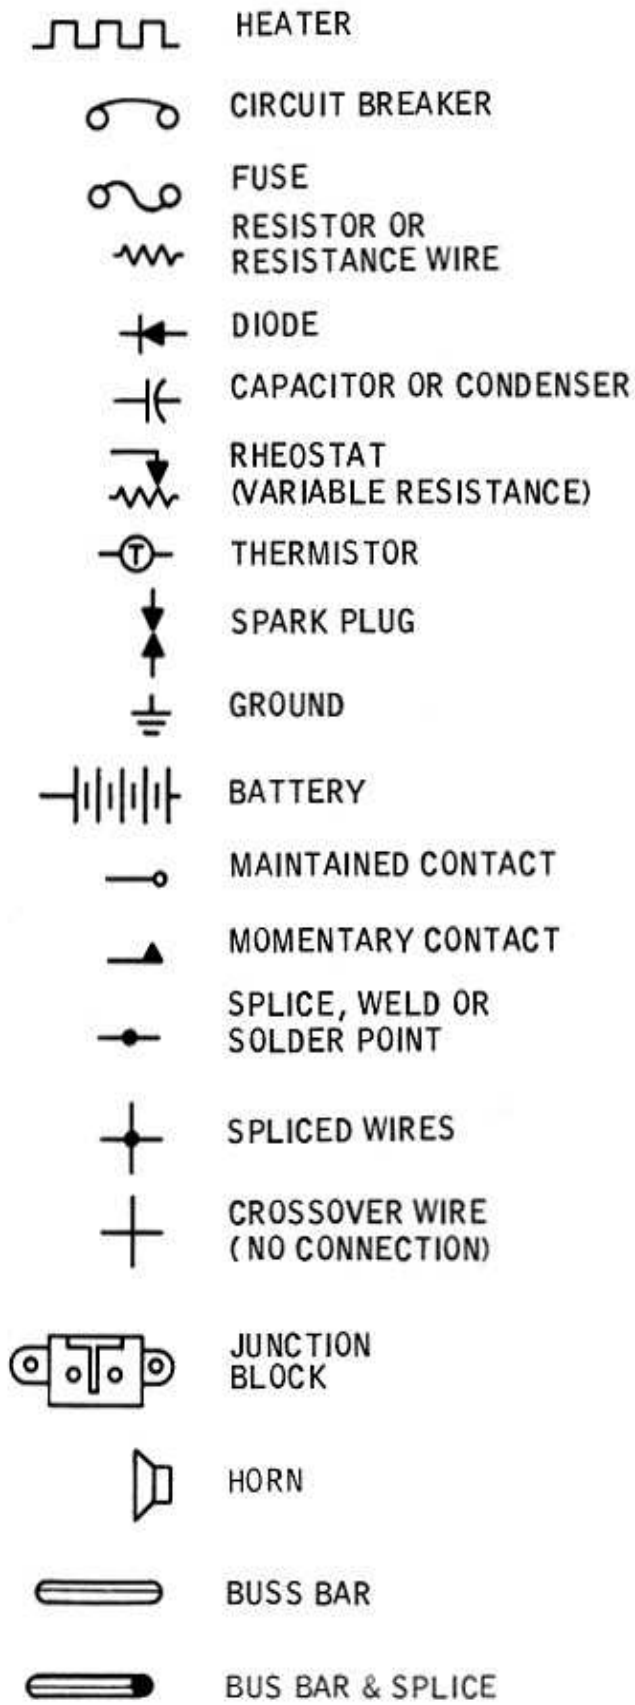 HEATER
CIRCUIT BREAKER
FUSE
RESISTOR OR
RESISTANCE WIRE
DIODE
CAPACITOR OR CONDENSER
RHEOSTAT
(VARIABLE RESISTANCE)
T THERMISTOR
SPARK PLUG
GROUND
BATTERY
MAINTAINED CONTACT
MOMENTARY CONTACT
SPLICE, WELD OR
SOLDER POINT
SPLICED WIRES
CROSSOVER WIRE
(NO CONNECTION)
JUNCTION
BLOCK
HORN
BUSS BAR
BUS BAR & SPLICE